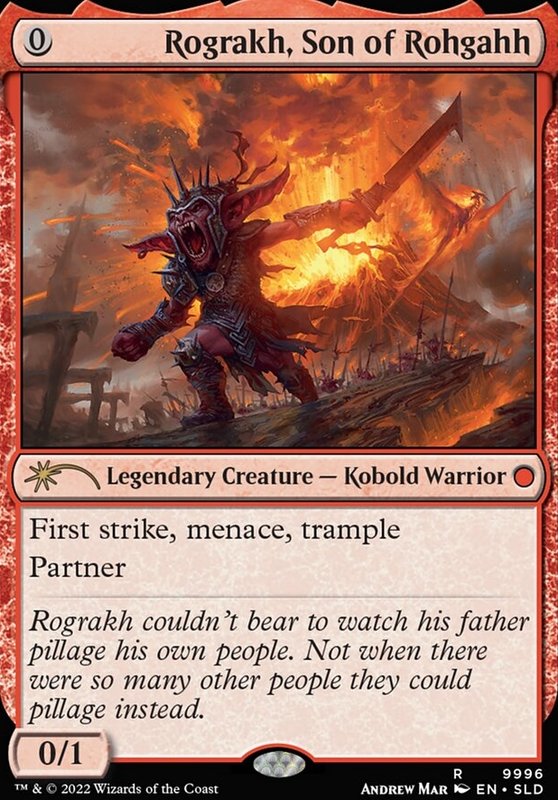 0 Rograkh, Son of Rohgahh
Legendary Creature — Kobold Warrior
First strike, menace, trample
Partner
Rograkh couldn't bear to watch his father
pillage his own people. Not when there
were so many other people they could
pillage instead.
0/1
R 9996
™ & © 2022 Wizards of the Coast Andrew Mar EN • SLD